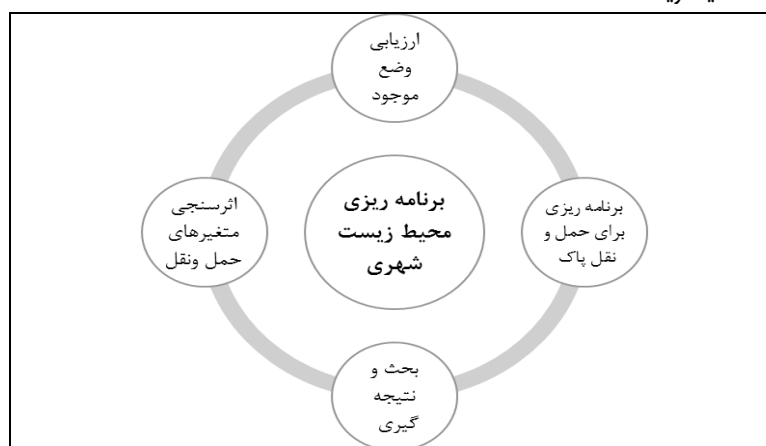 ارزیابی
وضع
موجود
برنامه ریزی
برای حمل و
نقل پاک
برنامه ریزی
محیط زیست
شهری
اثرسنجی
متغیرهای
حمل ونقل
بحث و
نتیجه
گیری